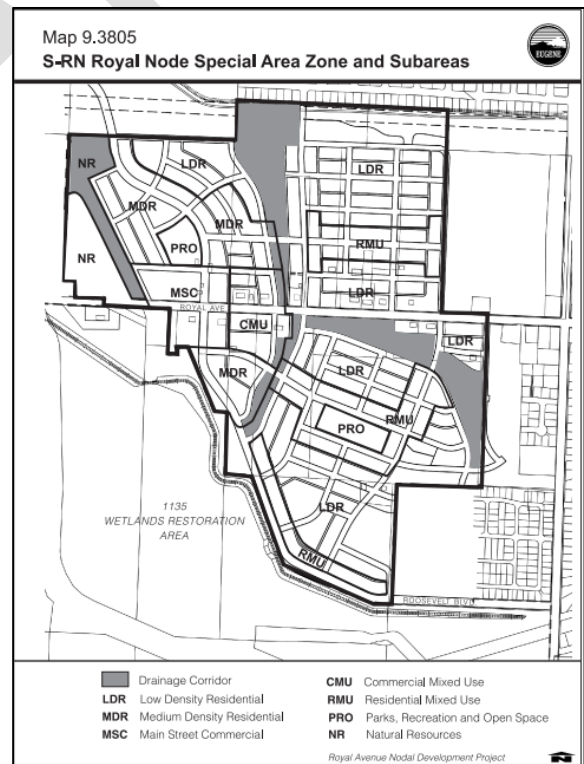 Map 9.3805
S-RN Royal Node Special Area Zone and Subareas
EUGENE
NR
LDR
LDR
MDR
MDR
PRO
RMU
NR
MSC
LDR
ROYAL AVE
CMU
LDR
MDR
LDR
RMU
PRO
1135
WETLANDS RESTORATION
AREA
LDR
RMU
ROOSEVELT BLVD
Drainage Corridor
LDR Low Density Residential
MDR Medium Density Residential
MSC Main Street Commercial
CMU Commercial Mixed Use
RMU Residential Mixed Use
PRO Parks, Recreation and Open Space
NR Natural Resources
Royal Avenue Nodal Development Project
N